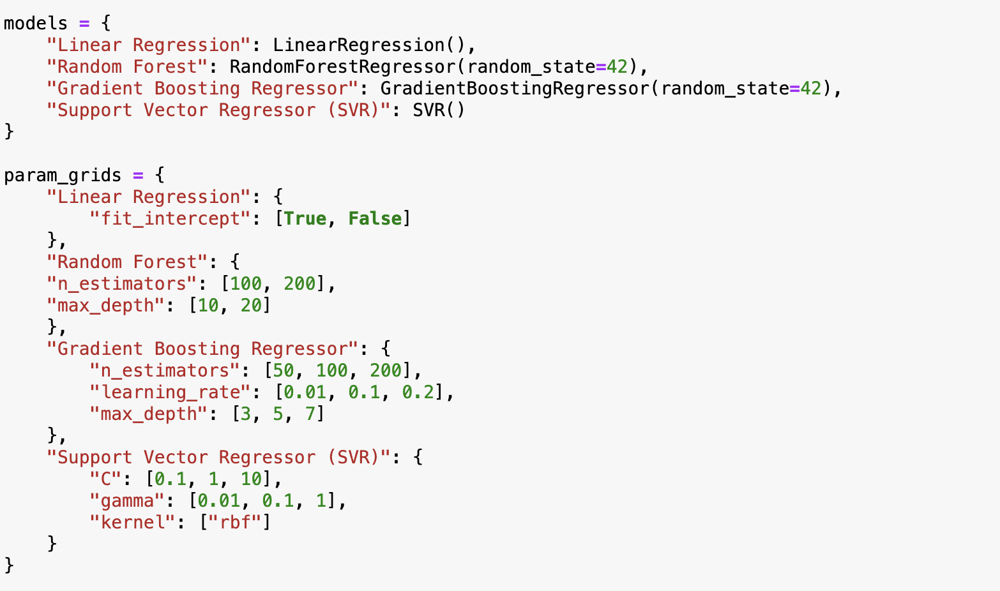 models = {
    "Linear Regression": LinearRegression(),
    "Random Forest": RandomForestRegressor(random_state=42),
    "Gradient Boosting Regressor": GradientBoostingRegressor(random_state=42),
    "Support Vector Regressor (SVR)": SVR()
}

param_grids = {
    "Linear Regression": {
        "fit_intercept": [True, False]
    },
    "Random Forest": {
    "n_estimators": [100, 200],
    "max_depth": [10, 20]
    },
    "Gradient Boosting Regressor": {
        "n_estimators": [50, 100, 200],
        "learning_rate": [0.01, 0.1, 0.2],
        "max_depth": [3, 5, 7]
    },
    "Support Vector Regressor (SVR)": {
        "C": [0.1, 1, 10],
        "gamma": [0.01, 0.1, 1],
        "kernel": ["rbf"]
    }
}